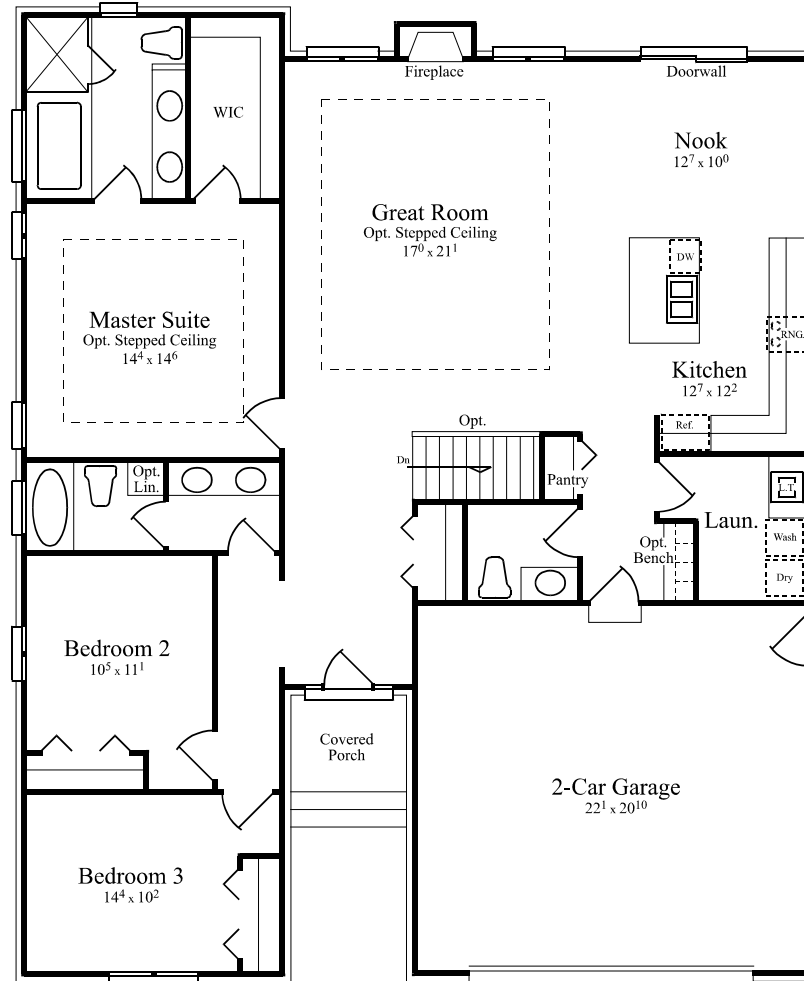 Fireplace
Doorwall
WIC
Nook
12⁷ x 10⁰
Great Room
Opt. Stepped Ceiling
17⁰ x 21¹
DW
Master Suite
Opt. Stepped Ceiling
14⁴ x 14⁶
RNG.
Kitchen
12⁷ x 12²
Opt.
Ref.
Dn
Opt.
Lin.
Pantry
L.T.
Laun.
Wash
Opt.
Bench
Dry
Bedroom 2
10⁵ x 11¹
Covered
Porch
2-Car Garage
22¹ x 20¹⁰
Bedroom 3
14⁴ x 10²